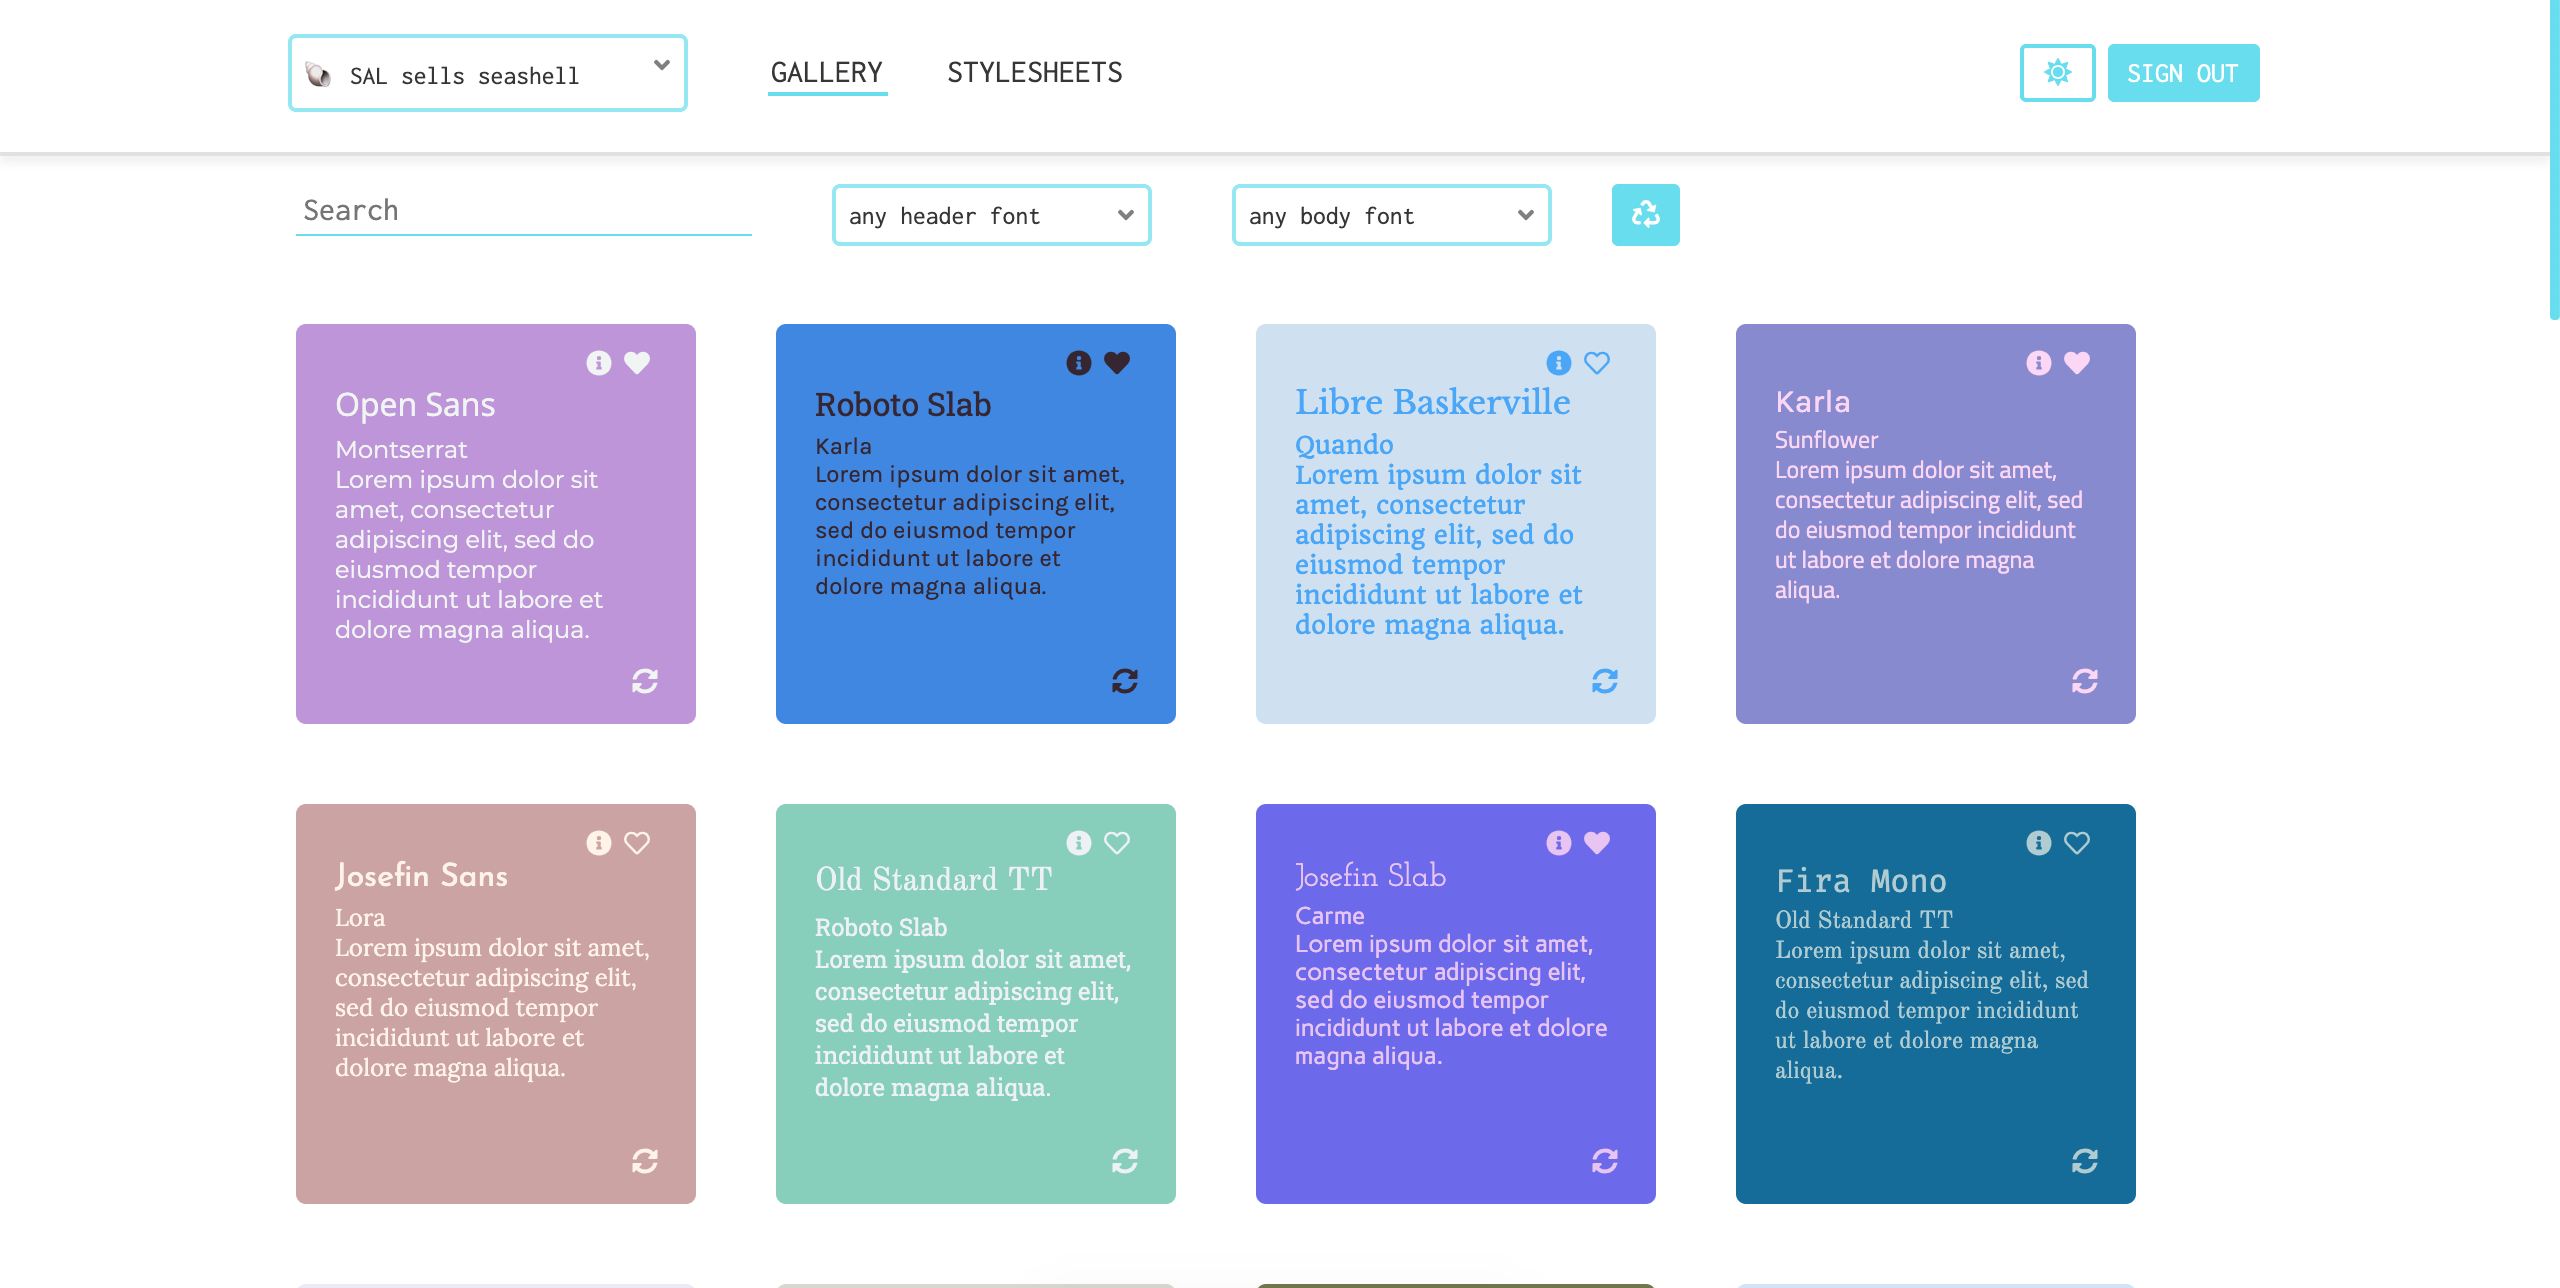 SAL sells seashell
GALLERY
STYLESHEETS
SIGN OUT
Search
any header font
any body font
Open Sans
Montserrat
Lorem ipsum dolor sit
amet, consectetur
adipiscing elit, sed do
eiusmod tempor
incididunt ut labore et
dolore magna aliqua.
Roboto Slab
Karla
Lorem ipsum dolor sit amet,
consectetur adipiscing elit,
sed do eiusmod tempor
incididunt ut labore et
dolore magna aliqua.
Libre Baskerville
Quando
Lorem ipsum dolor sit
amet, consectetur
adipiscing elit, sed do
eiusmod tempor
incididunt ut labore et
dolore magna aliqua.
Karla
Sunflower
Lorem ipsum dolor sit amet,
consectetur adipiscing elit, sed
do eiusmod tempor incididunt
ut labore et dolore magna
aliqua.
Josefin Sans
Lora
Lorem ipsum dolor sit amet,
consectetur adipiscing elit,
sed do eiusmod tempor
incididunt ut labore et
dolore magna aliqua.
Old Standard TT
Roboto Slab
Lorem ipsum dolor sit amet,
consectetur adipiscing elit,
sed do eiusmod tempor
incididunt ut labore et
dolore magna aliqua.
Josefin Slab
Carme
Lorem ipsum dolor sit amet,
consectetur adipiscing elit,
sed do eiusmod tempor
incididunt ut labore et dolore
magna aliqua.
Fira Mono
Old Standard TT
Lorem ipsum dolor sit amet,
consectetur adipiscing elit, sed
do eiusmod tempor incididunt
ut labore et dolore magna
aliqua.